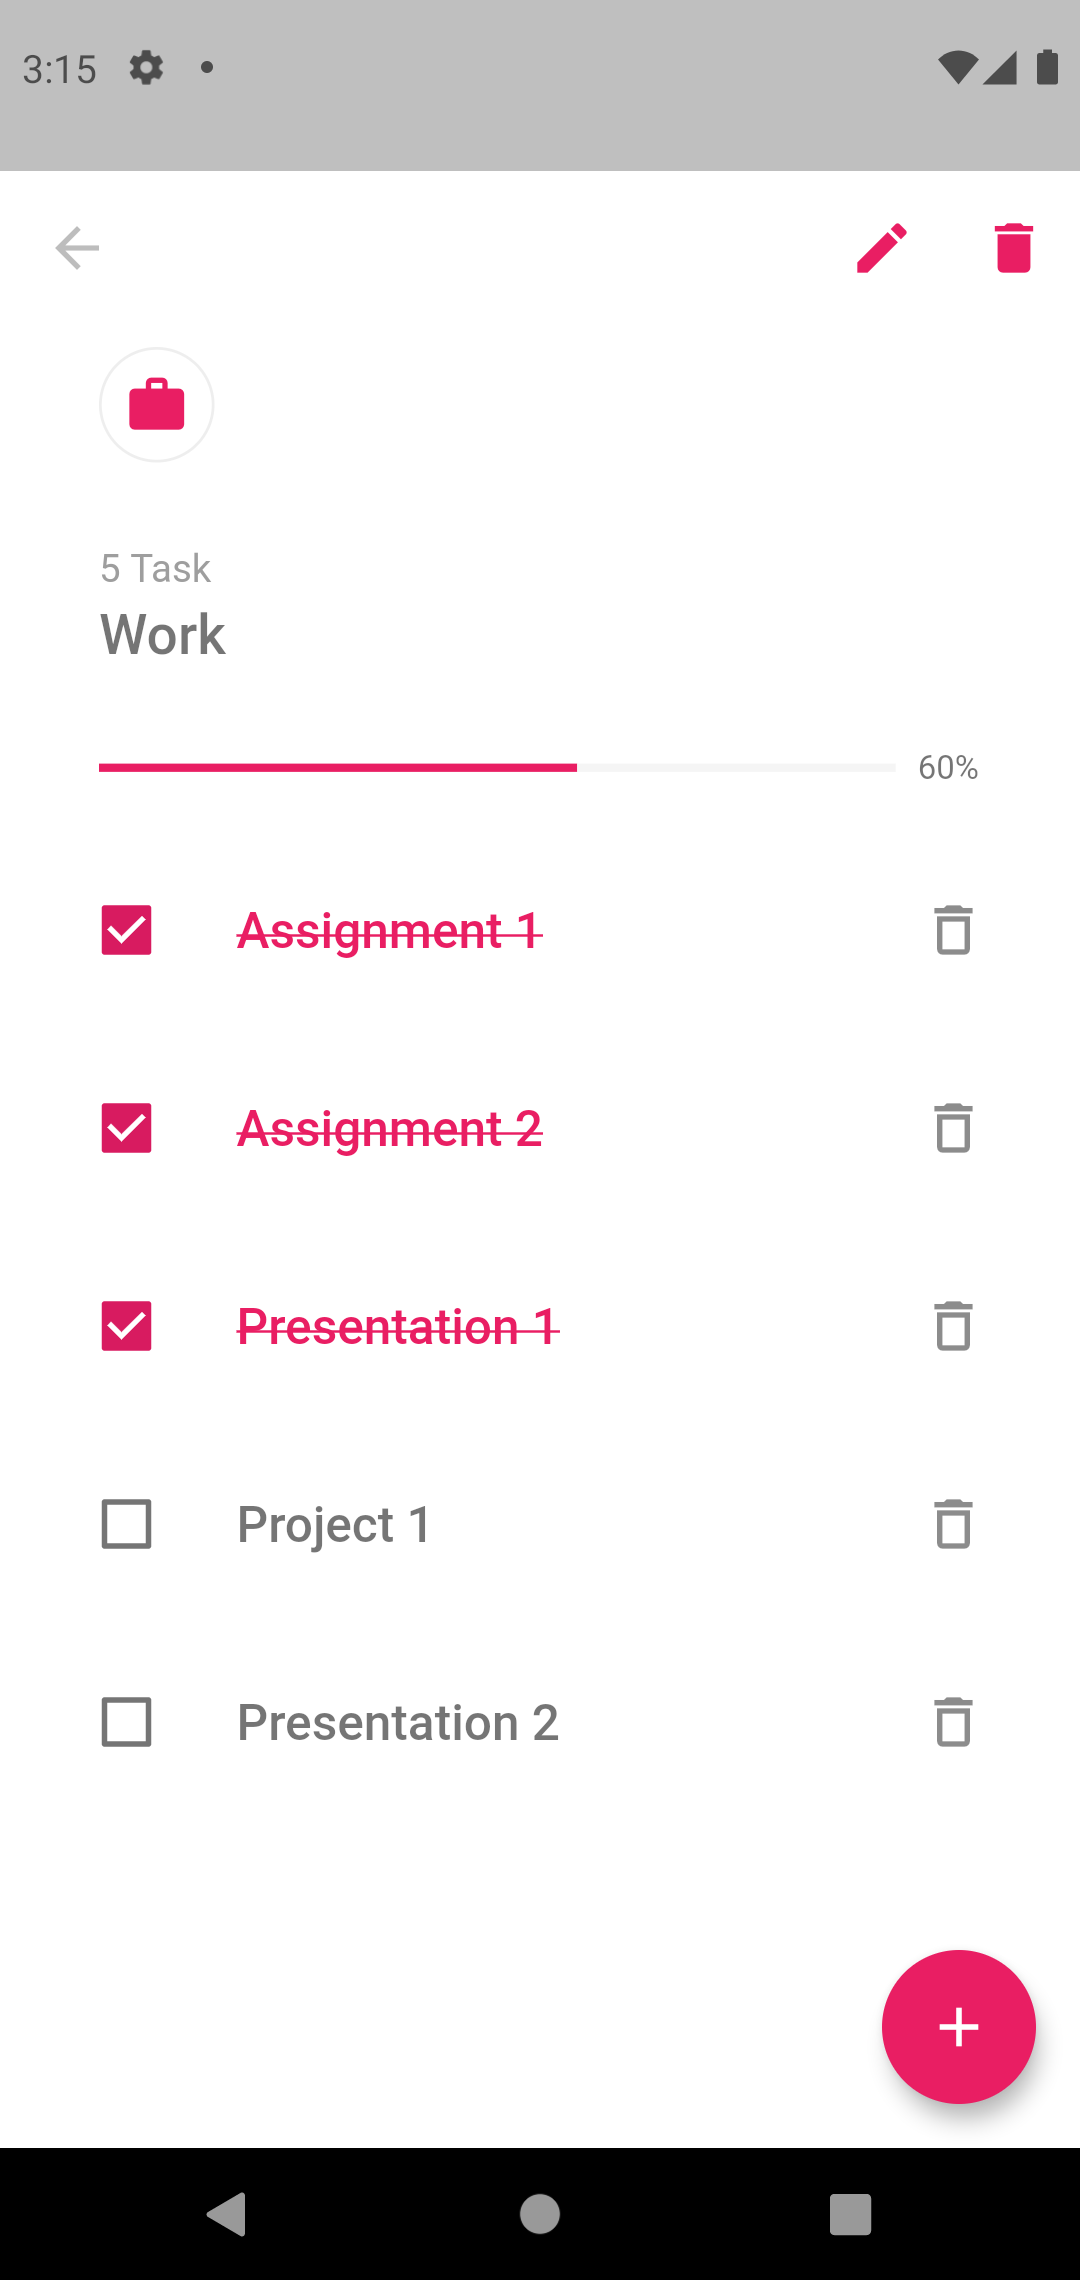 3:15
5 Task
Work
60%
Assignment 1
Assignment 2
Presentation 1
Project 1
Presentation 2